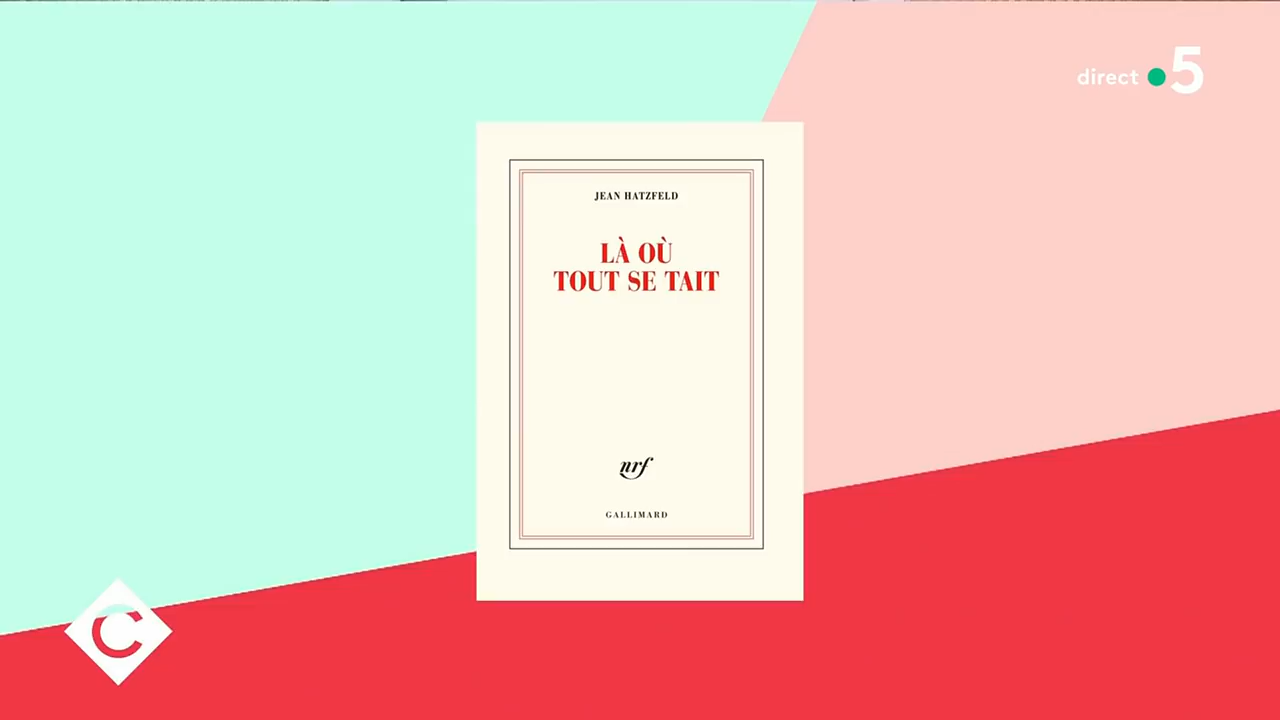 direct 5
JEAN HATZFELD
LÀ OÙ
TOUT SE TAIT
nrf
GALLIMARD
C